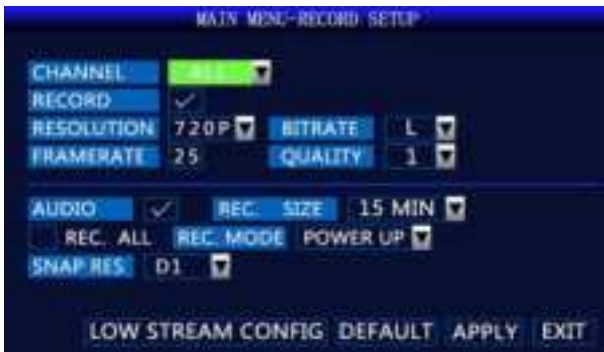 MAIN MENU-RECORD SETUP
CHANNEL ALL
RECORD
RESOLUTION 720P BITRATE L
FRAMERATE 25 QUALITY 1
AUDIO REC. SIZE 15 MIN
REC. ALL REC. MODE POWER UP
SNAP RES D1
LOW STREAM CONFIG DEFAULT APPLY EXIT